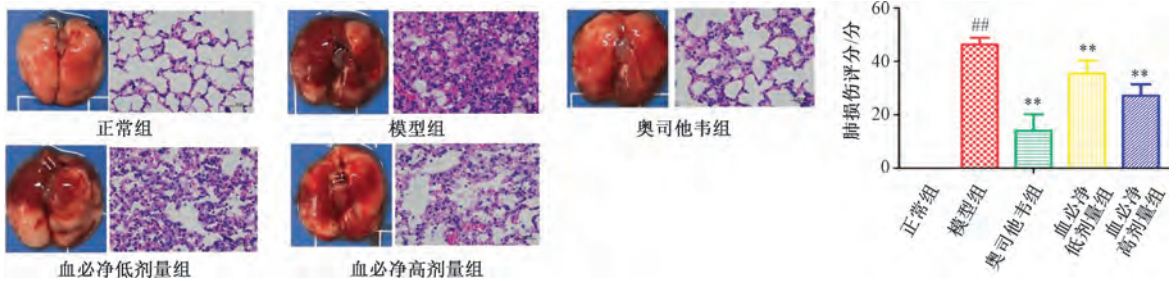 正常组
模型组
奥司他韦组
血必净低剂量组
血必净高剂量组
肺损伤评分/分
60
40
20
0
##
**
**
**
正常组
模型组
奥司他韦组
血必净
低剂量组
血必净
高剂量组